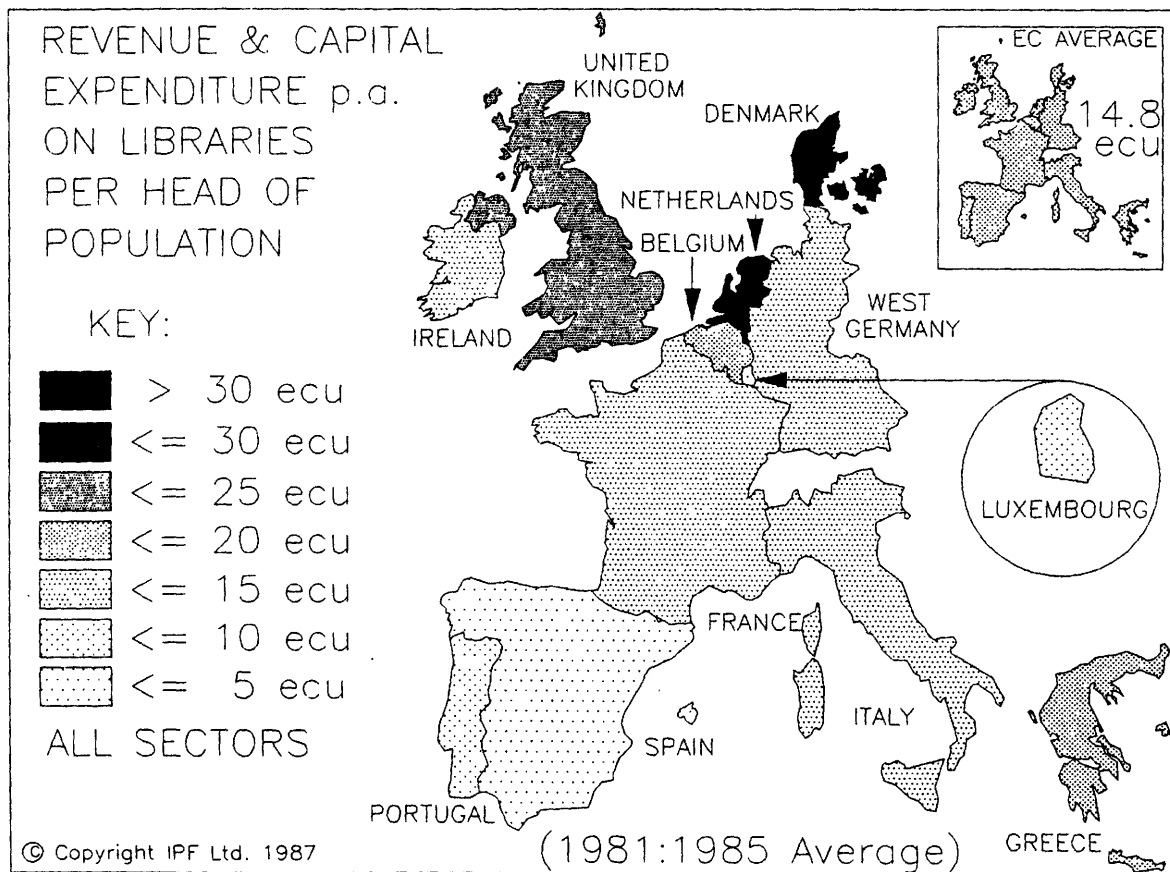 REVENUE & CAPITAL
EXPENDITURE p.a.
ON LIBRARIES
PER HEAD OF
POPULATION
KEY:
> 30 ecu
<= 30 ecu
<= 25 ecu
<= 20 ecu
<= 15 ecu
<= 10 ecu
<= 5 ecu
ALL SECTORS
© Copyright IPF Ltd. 1987
UNITED
KINGDOM
DENMARK
NETHERLANDS
BELGIUM
IRELAND
WEST
GERMANY
LUXEMBOURG
FRANCE
ITALY
SPAIN
PORTUGAL
GREECE
(1981:1985 Average)
EC AVERAGE
14.8
ecu